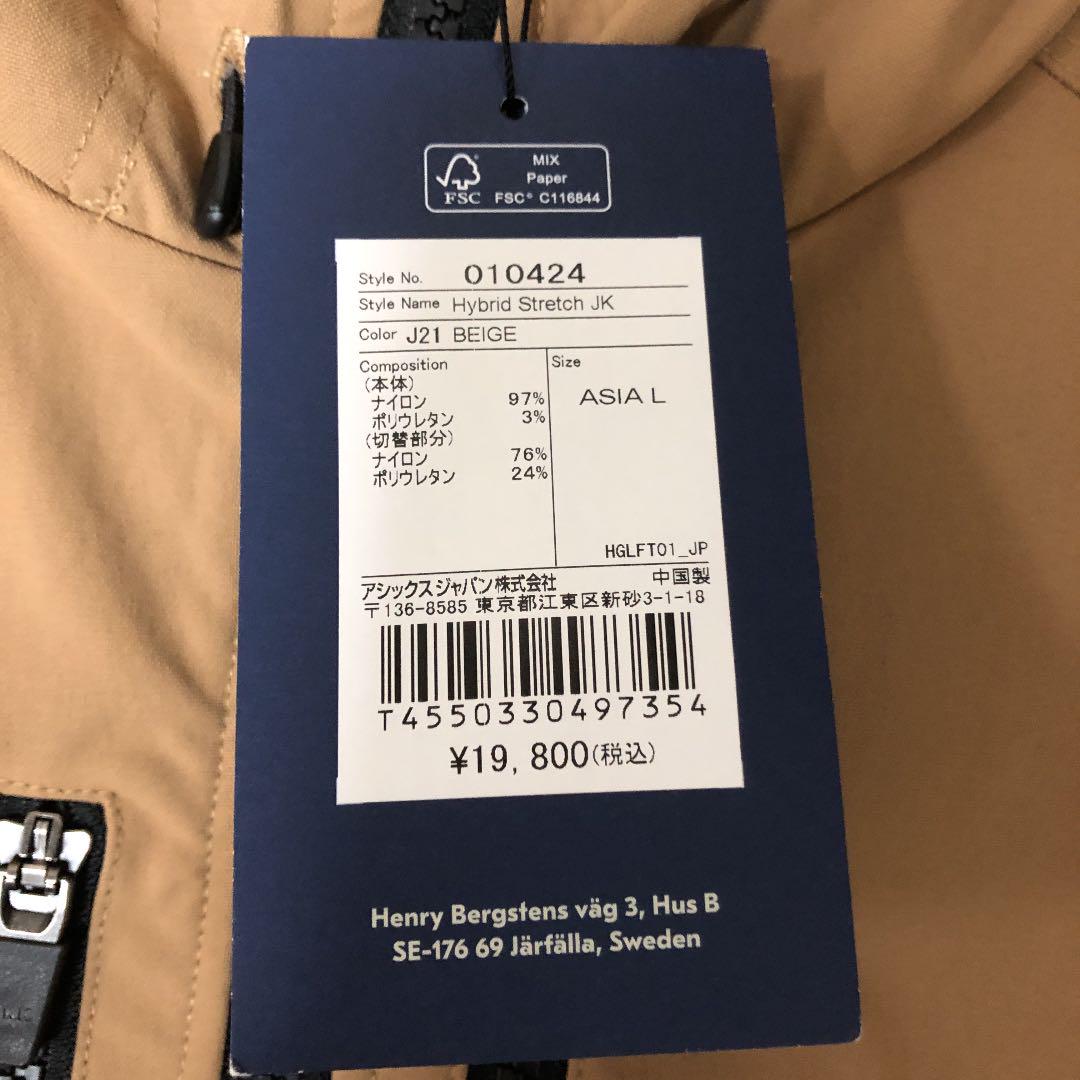 MIX
Paper
FSC FSC® C116844
Style No. 010424
Style Name Hybrid Stretch JK
Color J21 BEIGE
Composition
(本体)
ナイロン 97%
ポリウレタン 3%
(切替部分)
ナイロン 76%
ポリウレタン 24%
Size
ASIA L
HGLFT01_JP
アシックスジャパン株式会社 中国製
〒136-8585 東京都江東区新砂3-1-18
T4550330497354
¥19,800(税込)
Henry Bergstens väg 3, Hus B
SE-176 69 Järfälla, Sweden